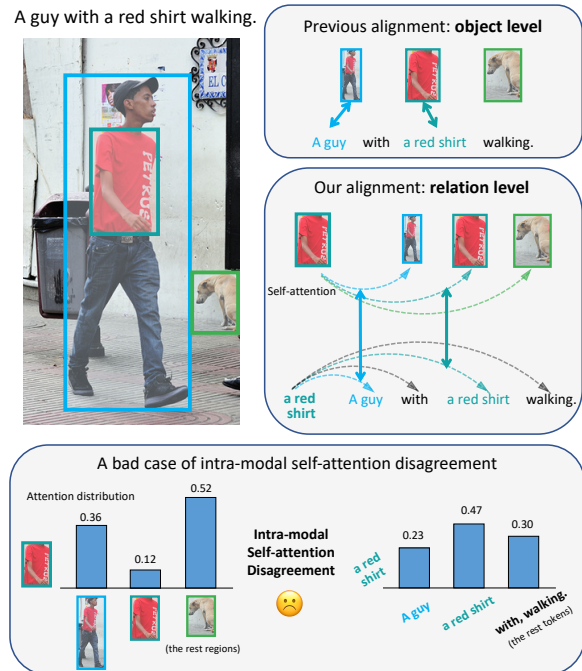 A guy with a red shirt walking.
EL C
PETRUE
Previous alignment: object level
A guy with a red shirt walking.
Our alignment: relation level
Self-attention
a red
shirt
A guy with a red shirt walking.
A bad case of intra-modal self-attention disagreement
Attention distribution
0.36
0.12
0.52
(the rest regions)
Intra-modal
Self-attention
Disagreement
a red
shirt
0.23
0.47
0.30
A guy
a red shirt
with, walking.
(the rest tokens)